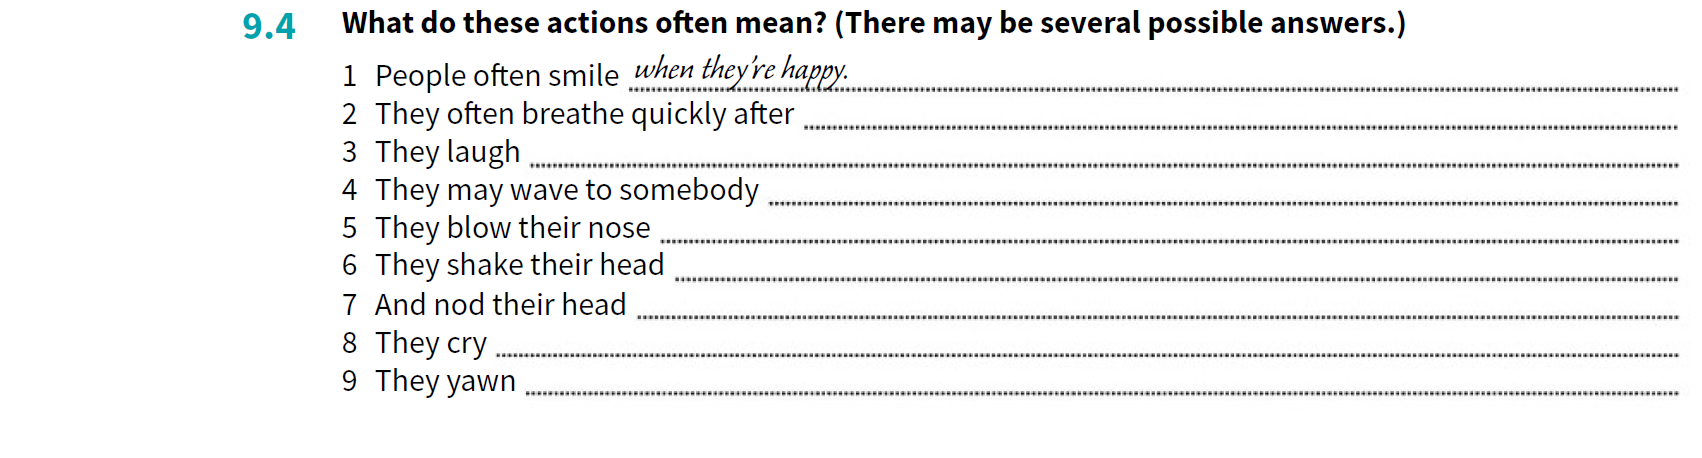 9.4 What do these actions often mean? (There may be several possible answers.)
1 People often smile when they're happy.
2 They often breathe quickly after
3 They laugh
4 They may wave to somebody
5 They blow their nose
6 They shake their head
7 And nod their head
8 They cry
9 They yawn